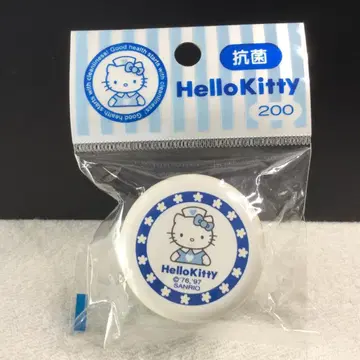 Good health starts with cleanliness! Good health starts with cleanliness!
抗菌
HelloKitty
200
HelloKitty
© '76, '97
SANRIO